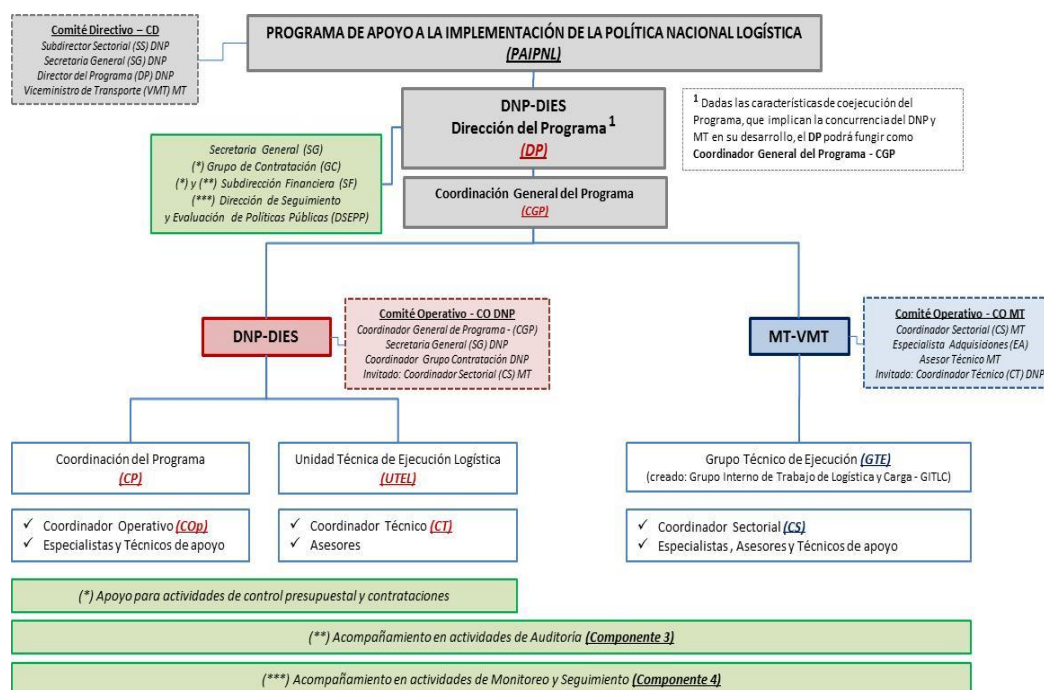 Comité Directivo – CD
Subdirector Sectorial (SS) DNP
Secretaria General (SG) DNP
Director del Programa (DP) DNP
Viceministro de Transporte (VMT) MT
PROGRAMA DE APOYO A LA IMPLEMENTACIÓN DE LA POLÍTICA NACIONAL LOGÍSTICA
(PAIPNL)
DNP-DIES
Dirección del Programa 1
(DP)
1 Dadas las características de coejecución del
Programa, que implican la concurrencia del DNP y
MT en su desarrollo, el DP podrá fungir como
Coordinador General del Programa - CGP
Secretaria General (SG)
(*) Grupo de Contratación (GC)
(*) y (**) Subdirección Financiera (SF)
(***) Dirección de Seguimiento
y Evaluación de Políticas Públicas (DSEPP)
Coordinación General del Programa
(CGP)
DNP-DIES
Comité Operativo - CO DNP
Coordinador General de Programa - (CGP)
Secretaria General (SG) DNP
Coordinador Grupo Contratación DNP
Invitado: Coordinador Sectorial (CS) MT
MT-VMT
Comité Operativo - CO MT
Coordinador Sectorial (CS) MT
Especialista Adquisiciones (EA)
Asesor Técnico MT
Invitado: Coordinador Técnico (CT) DNP
Coordinación del Programa
(CP)
Unidad Técnica de Ejecución Logística
(UTEL)
Grupo Técnico de Ejecución (GTE)
(creado: Grupo Interno de Trabajo de Logística y Carga - GITLC)
✓ Coordinador Operativo (COp)
✓ Especialistas y Técnicos de apoyo
✓ Coordinador Técnico (CT)
✓ Asesores
✓ Coordinador Sectorial (CS)
✓ Especialistas, Asesores y Técnicos de apoyo
(*) Apoyo para actividades de control presupuestal y contrataciones
(**) Acompañamiento en actividades de Auditoría (Componente 3)
(***) Acompañamiento en actividades de Monitoreo y Seguimiento (Componente 4)